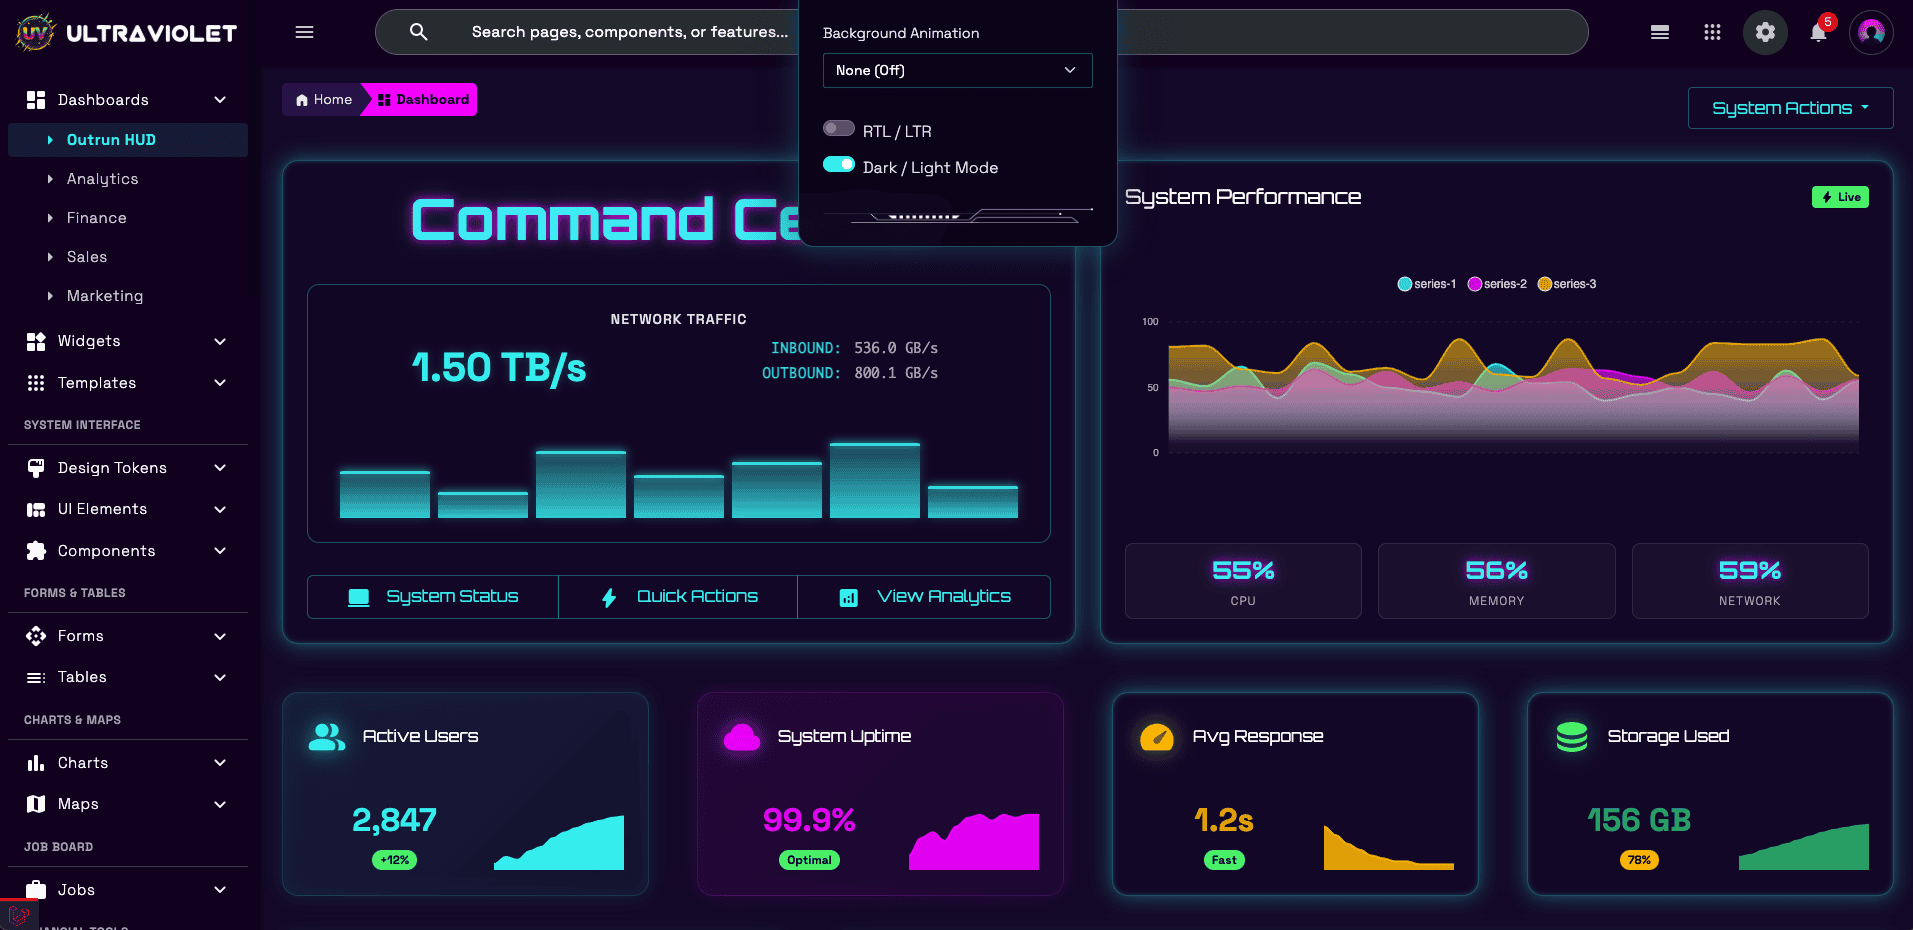 UV ULTRAVIOLET
Search pages, components, or features...
5
Dashboards
Outrun HUD
Analytics
Finance
Sales
Marketing
Widgets
Templates
SYSTEM INTERFACE
Design Tokens
UI Elements
Components
FORMS & TABLES
Forms
Tables
CHARTS & MAPS
Charts
Maps
JOB BOARD
Jobs
Home
Dashboard
System Actions
Background Animation
None (Off)
RTL / LTR
Dark / Light Mode
Command Ce
NETWORK TRAFFIC
1.50 TB/s
INBOUND: 536.0 GB/s
OUTBOUND: 800.1 GB/s
System Status
Quick Actions
View Analytics
System Performance
Live
series-1 series-2 series-3
100
50
0
55%
CPU
56%
MEMORY
59%
NETWORK
Active Users
2,847
+12%
System Uptime
99.9%
Optimal
Avg Response
1.2s
Fast
Storage Used
156 GB
78%